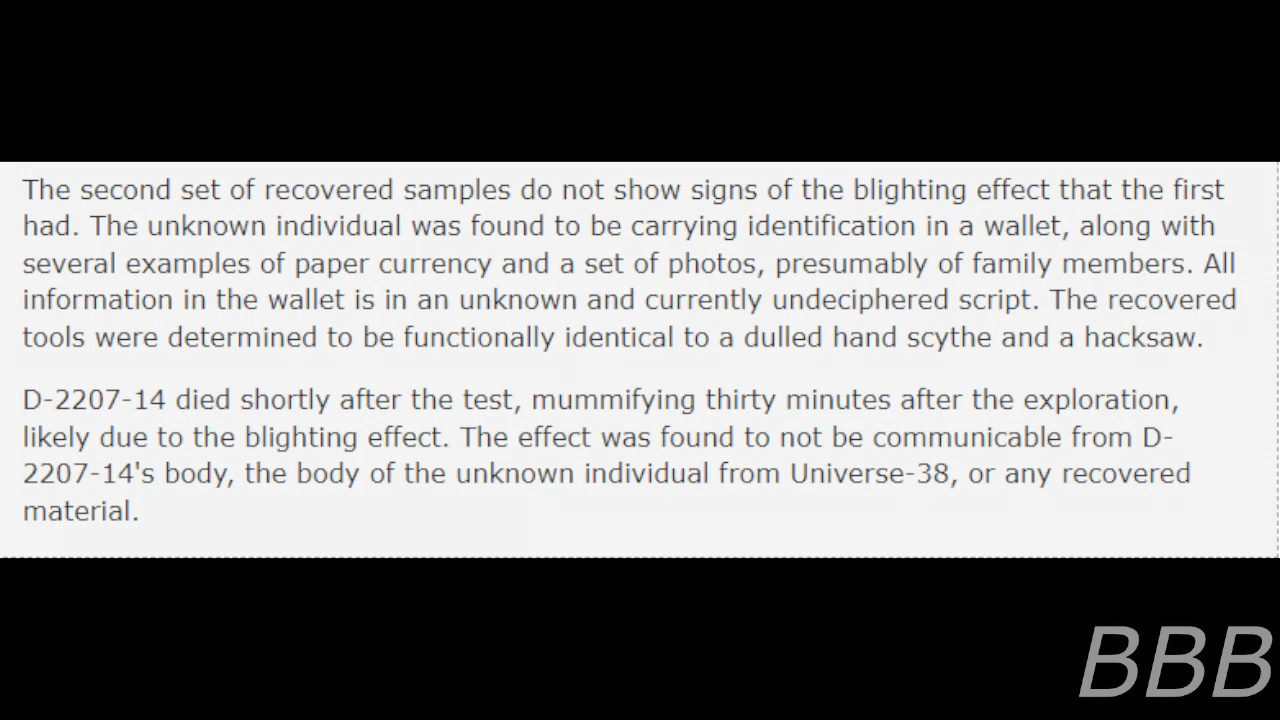 The second set of recovered samples do not show signs of the blighting effect that the first
had. The unknown individual was found to be carrying identification in a wallet, along with
several examples of paper currency and a set of photos, presumably of family members. All
information in the wallet is in an unknown and currently undeciphered script. The recovered
tools were determined to be functionally identical to a dulled hand scythe and a hacksaw.
D-2207-14 died shortly after the test, mummifying thirty minutes after the exploration,
likely due to the blighting effect. The effect was found to not be communicable from D-
2207-14's body, the body of the unknown individual from Universe-38, or any recovered
material.
BBB